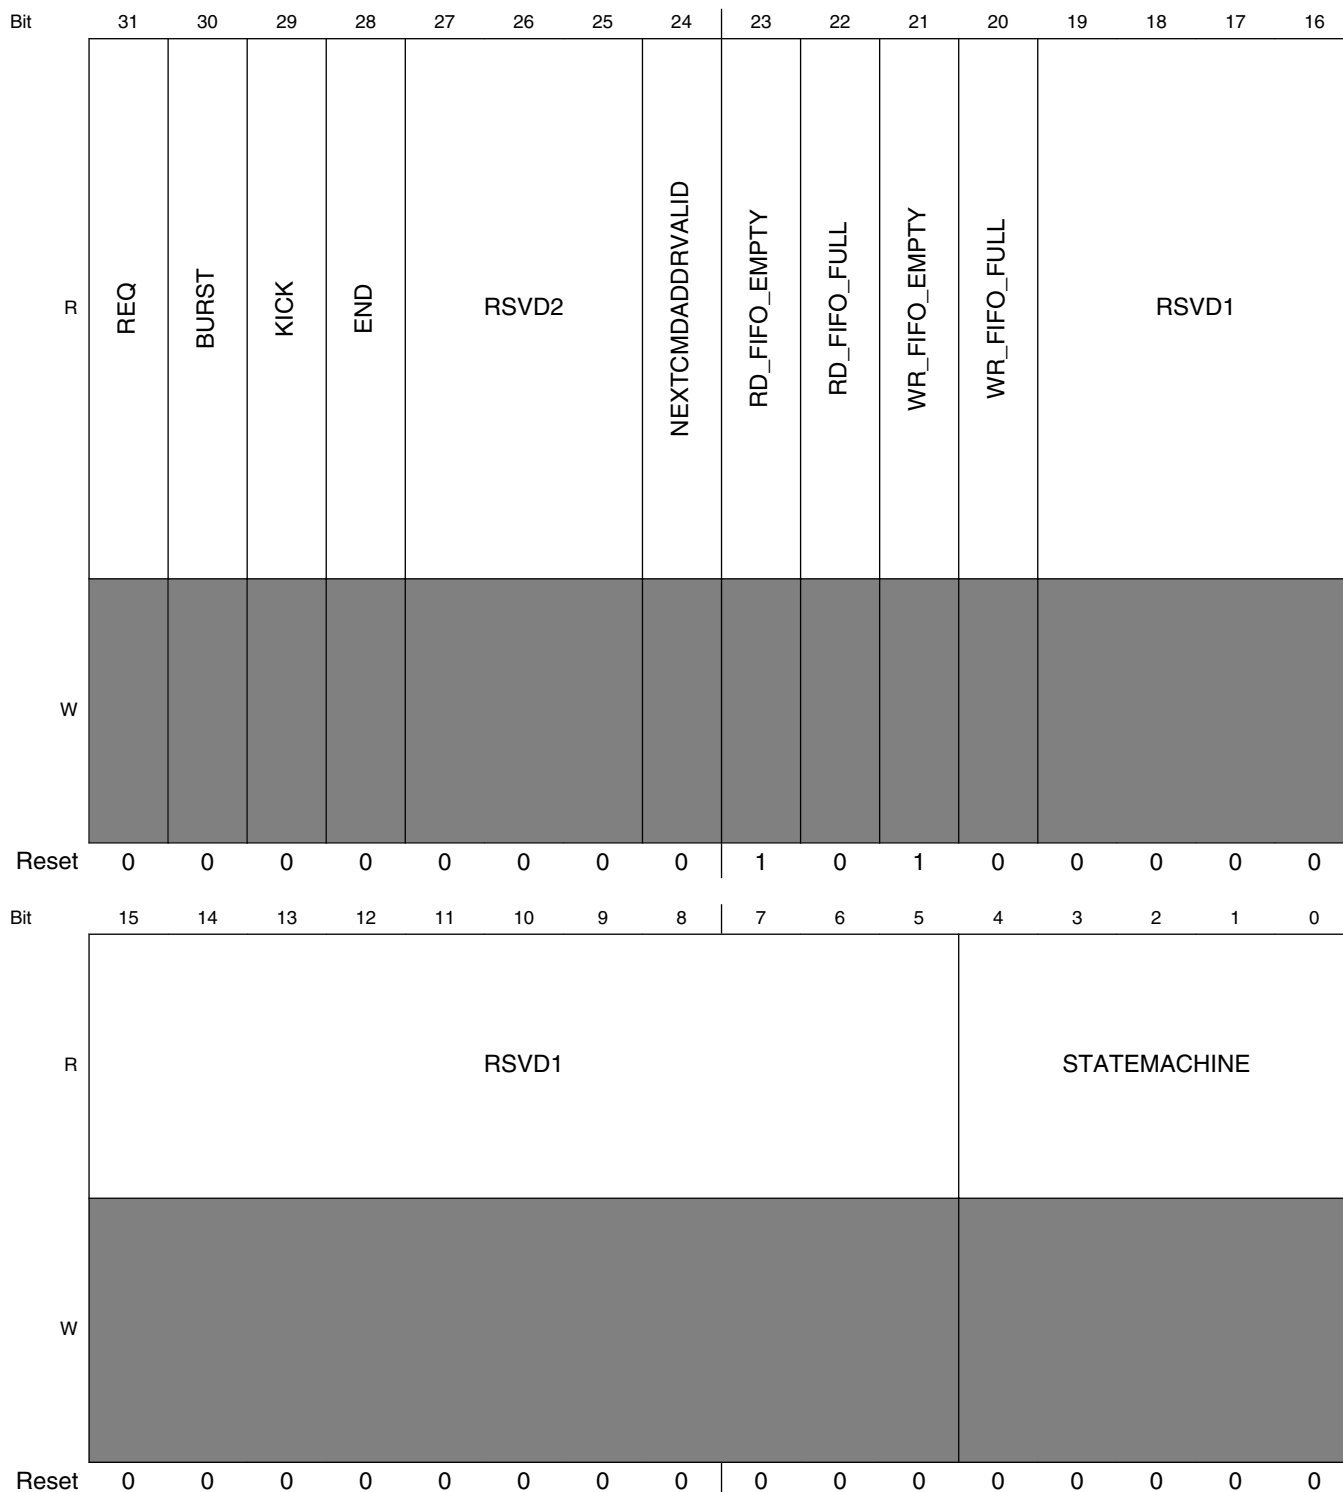 Bit 31 30 29 28 27 26 25 24 23 22 21 20 19 18 17 16
R REQ BURST KICK END RSVD2 NEXTCMDADDRVALID RD_FIFO_EMPTY RD_FIFO_FULL WR_FIFO_EMPTY WR_FIFO_FULL RSVD1
W
Reset 0 0 0 0 0 0 0 0 1 0 1 0 0 0 0 0
Bit 15 14 13 12 11 10 9 8 7 6 5 4 3 2 1 0
R RSVD1 STATEMACHINE
W
Reset 0 0 0 0 0 0 0 0 0 0 0 0 0 0 0 0